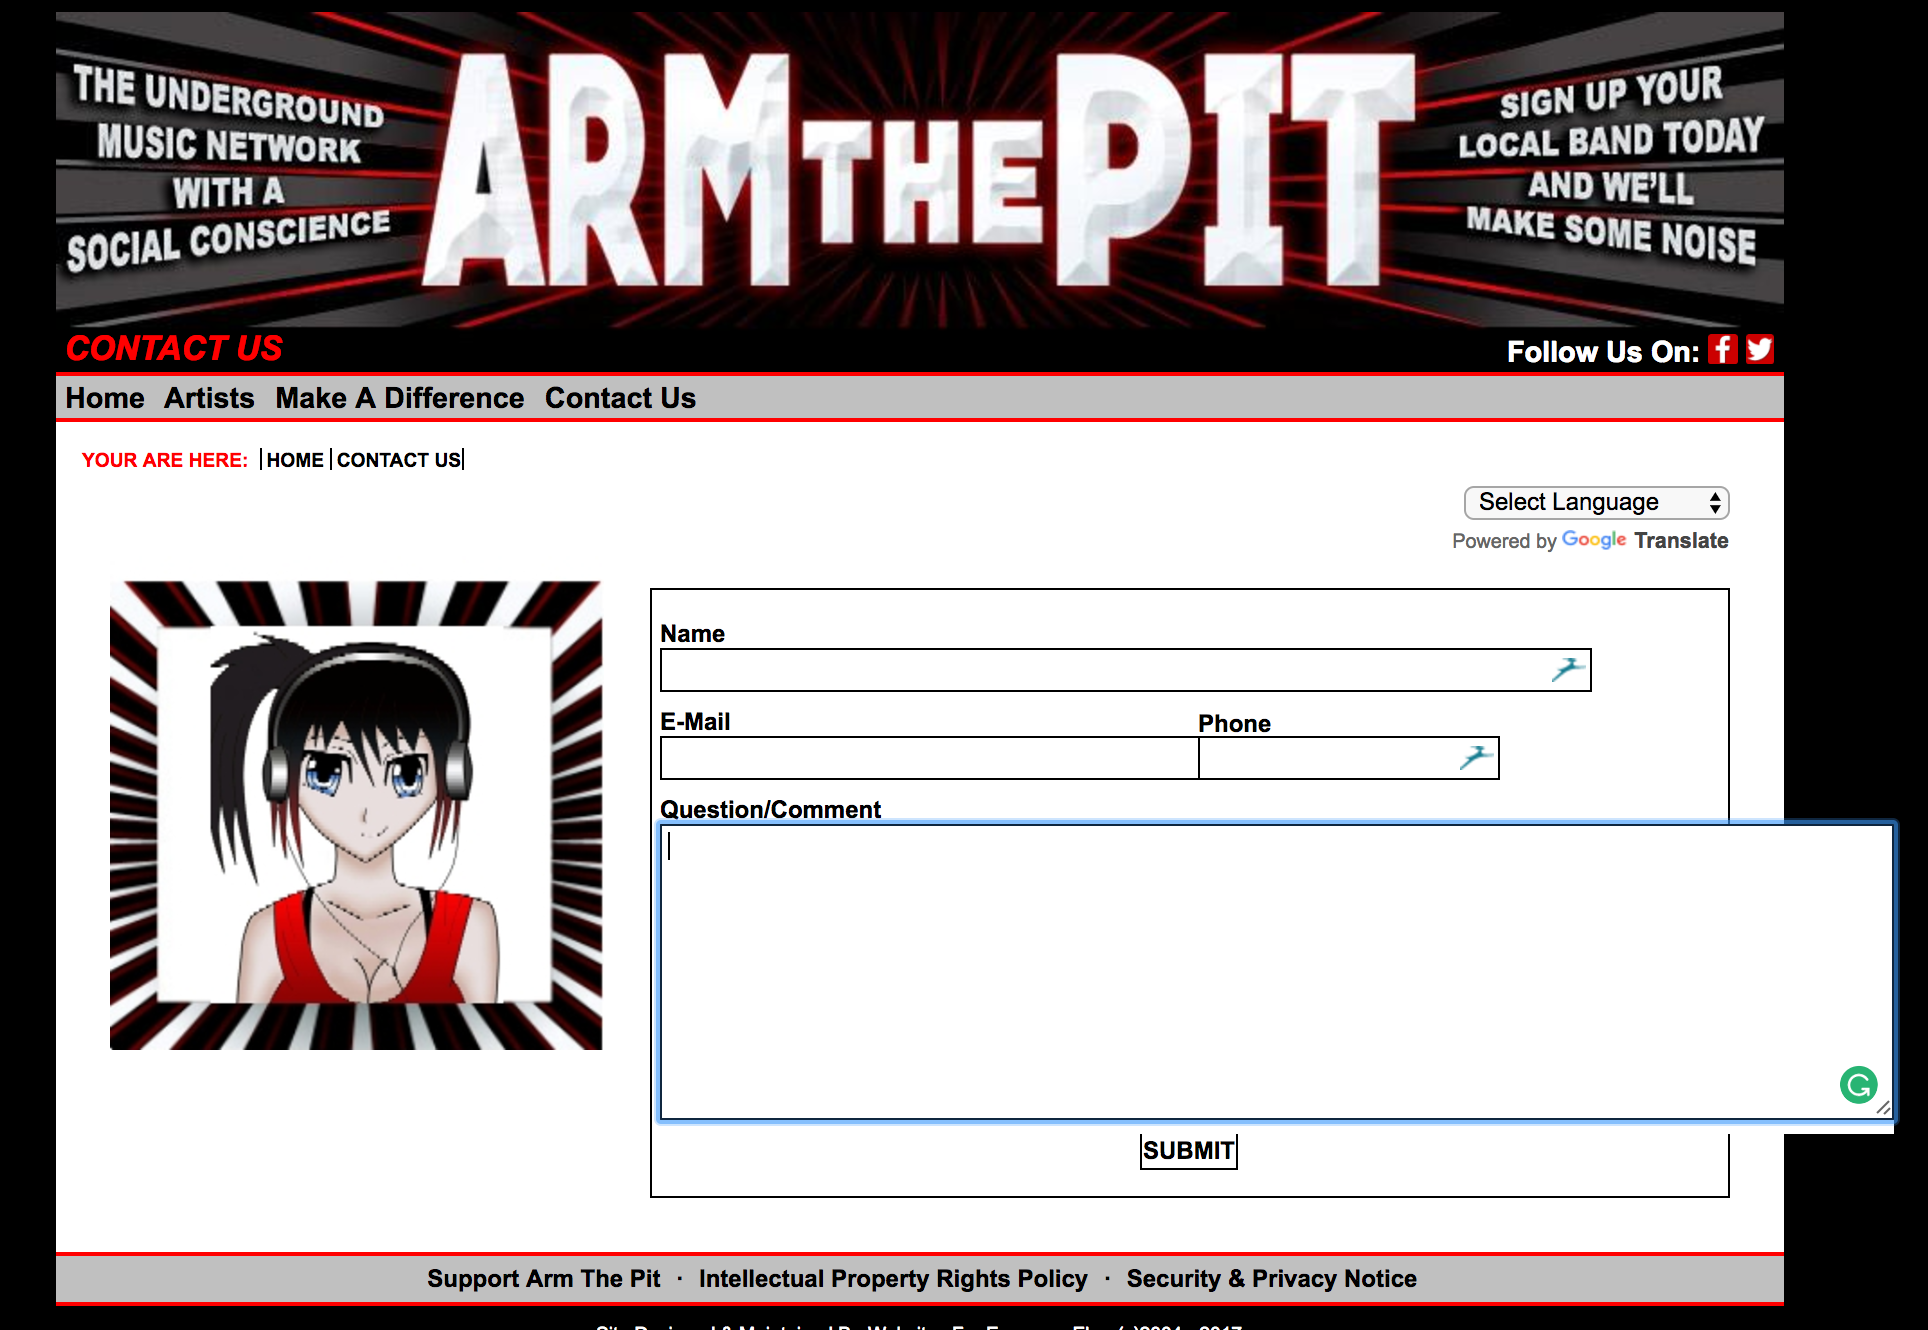 THE UNDERGROUND
MUSIC NETWORK
WITH A
SOCIAL CONSCIENCE
ARM THE PIT
SIGN UP YOUR
LOCAL BAND TODAY
AND WE'LL
MAKE SOME NOISE
CONTACT US
Follow Us On:
Home Artists Make A Difference Contact Us
YOUR ARE HERE: | HOME | CONTACT US|
Select Language
Powered by Google Translate
Name
E-Mail Phone
Question/Comment
SUBMIT
Support Arm The Pit · Intellectual Property Rights Policy · Security & Privacy Notice